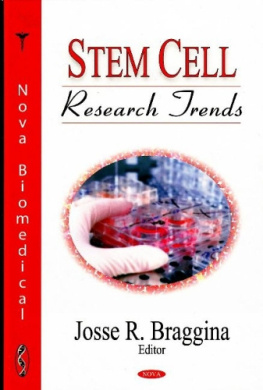 Nova Biomedical
STEM CELL
Research Trends
Josse R. Braggina
Editor
NOVA